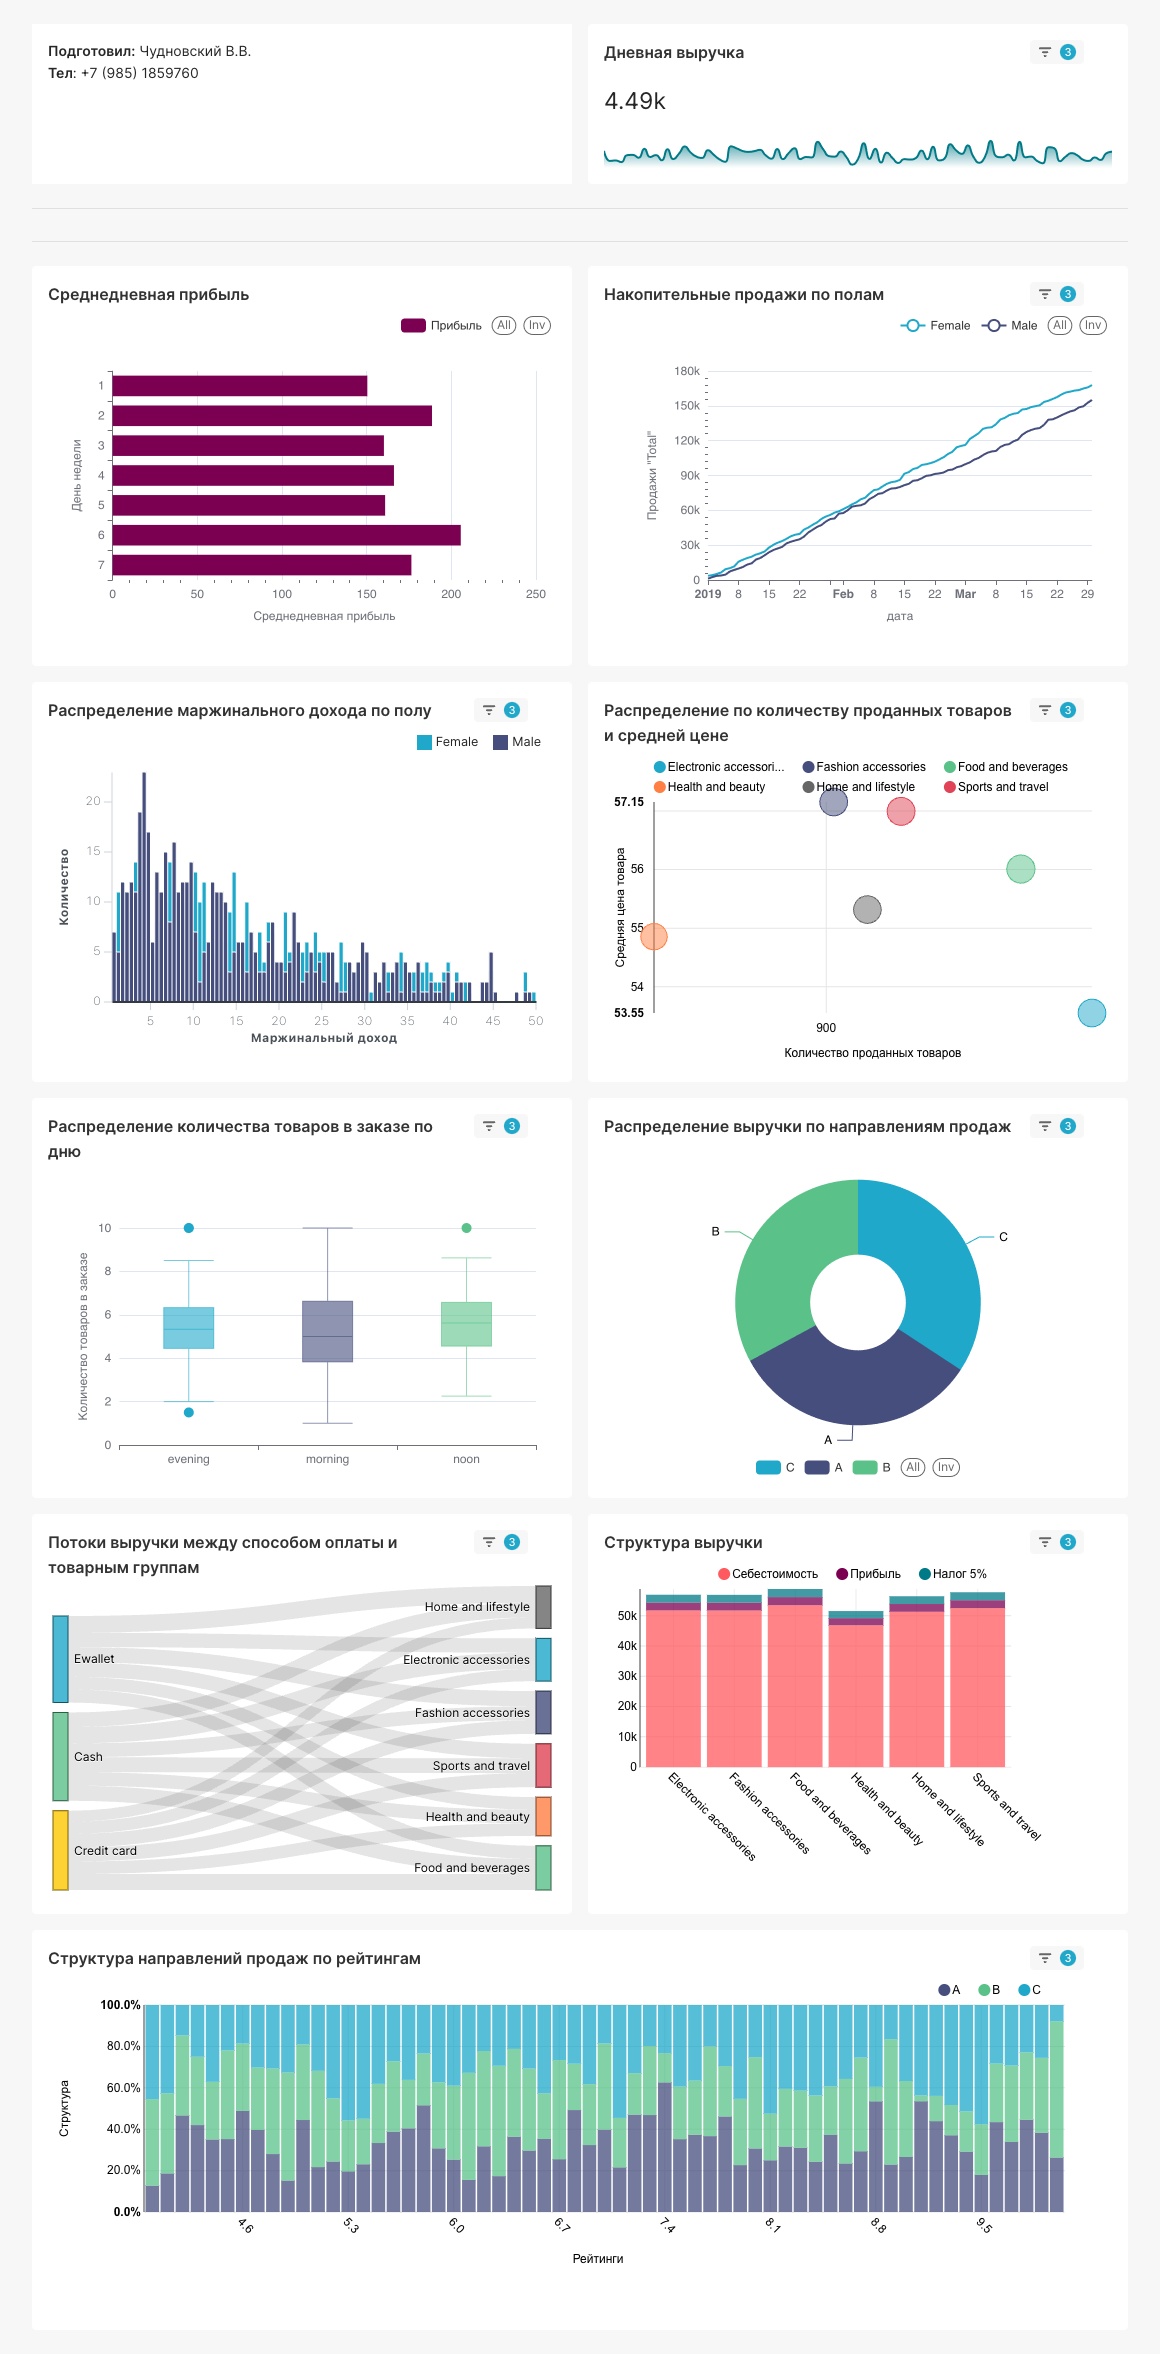 Подготовил: Чудновский В.В.
Тел: +7 (985) 1859760
Дневная выручка
3
4.49k
Среднедневная прибыль
Прибыль All Inv
День недели
1
2
3
4
5
6
7
0 50 100 150 200 250
Среднедневная прибыль
Накопительные продажи по полам
3
Female Male All Inv
Продажи "Total"
180k
150k
120k
90k
60k
30k
0
2019 8 15 22 Feb 8 15 22 Mar 8 15 22 29
дата
Распределение маржинального дохода по полу
3
Female Male
Количество
20
15
10
5
0
5 10 15 20 25 30 35 40 45 50
Маржинальный доход
Распределение по количеству проданных товаров
и средней цене
3
Electronic accessori... Fashion accessories Food and beverages
Health and beauty Home and lifestyle Sports and travel
Средняя цена товара
57.15
56
55
54
53.55
900
Количество проданных товаров
Распределение количества товаров в заказе по
дню
3
Количество товаров в заказе
10
8
6
4
2
0
evening morning noon
Распределение выручки по направлениям продаж
3
B
C
A
C A B All Inv
Потоки выручки между способом оплаты и
товарным группам
3
Ewallet
Cash
Credit card
Home and lifestyle
Electronic accessories
Fashion accessories
Sports and travel
Health and beauty
Food and beverages
Структура выручки
3
Себестоимость Прибыль Налог 5%
50k
40k
30k
20k
10k
0
Electronic accessories
Fashion accessories
Food and beverages
Health and beauty
Home and lifestyle
Sports and travel
Структура направлений продаж по рейтингам
3
A B C
Структура
100.0%
80.0%
60.0%
40.0%
20.0%
0.0%
4.6 5.3 6.0 6.7 7.4 8.1 8.8 9.5
Рейтинги